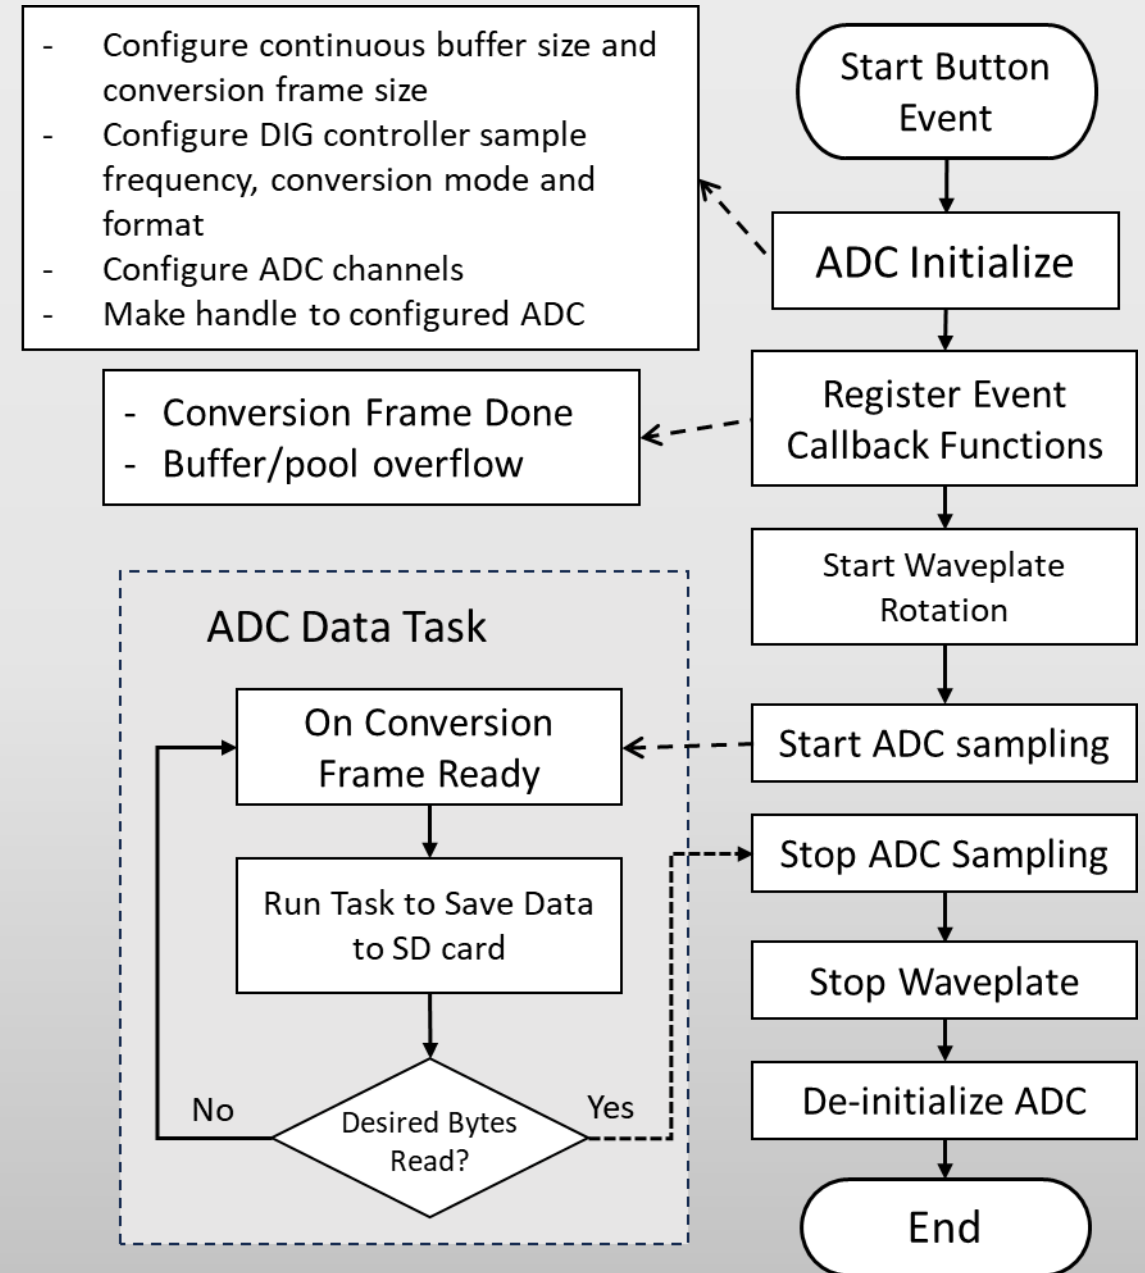 - Configure continuous buffer size and
conversion frame size
- Configure DIG controller sample
frequency, conversion mode and
format
- Configure ADC channels
- Make handle to configured ADC
Start Button
Event
ADC Initialize
- Conversion Frame Done
- Buffer/pool overflow
Register Event
Callback Functions
Start Waveplate
Rotation
Start ADC sampling
ADC Data Task
On Conversion
Frame Ready
Run Task to Save Data
to SD card
Desired Bytes
Read?
No
Yes
Stop ADC Sampling
Stop Waveplate
De-initialize ADC
End